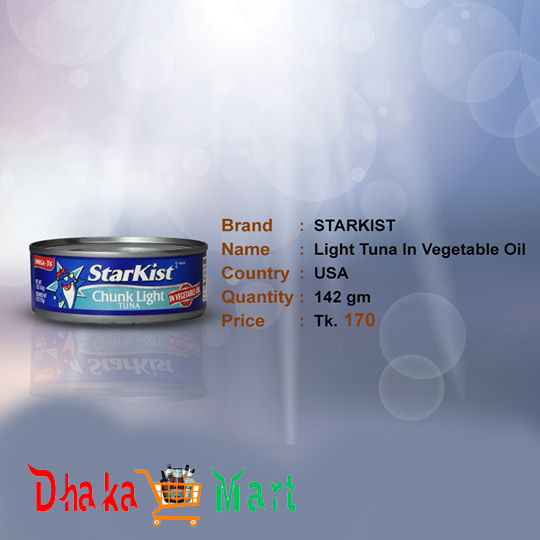 Brand : STARKIST
Name : Light Tuna In Vegetable Oil
Country : USA
Quantity : 142 gm
Price : Tk. 170
OMEGA-3's
StarKist
Chunk Light
TUNA
IN VEGETABLE OIL
Dhaka Mart